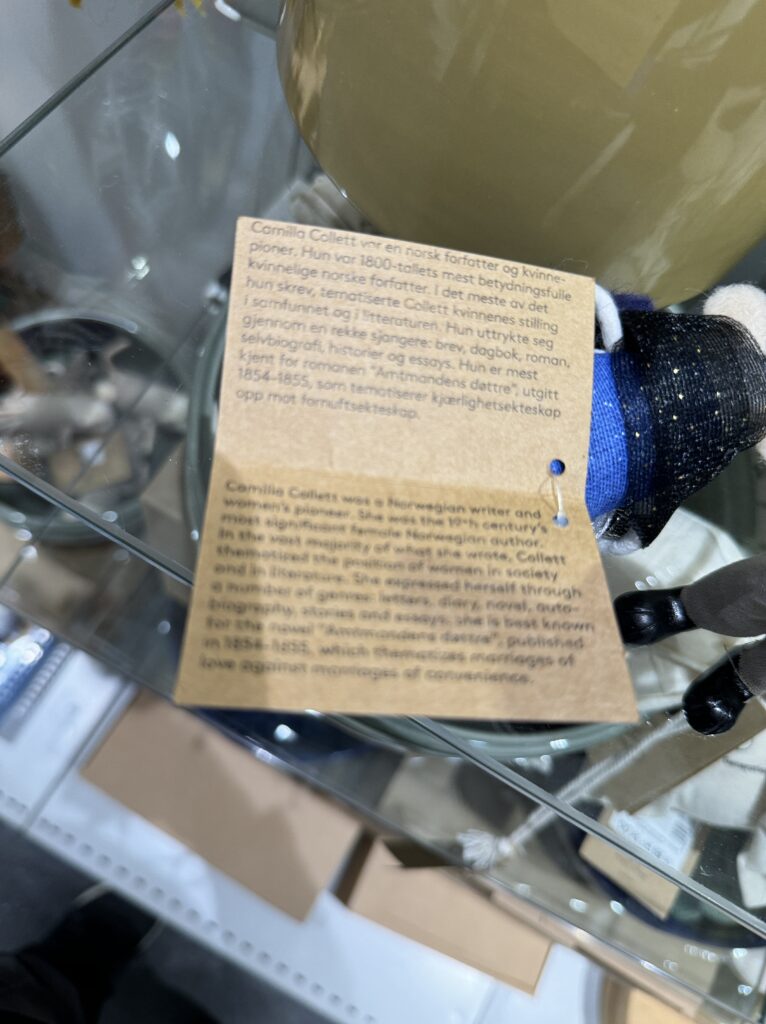 Camilla Collett var en norsk forfatter og kvinne-
pioner. Hun var 1800-tallets mest betydningsfulle
kvinnelige norske forfatter. I det meste av det
hun skrev, tematiserte Collett kvinnenes stilling
i samfunnet og i litteraturen. Hun uttrykte seg
gjennom en rekke sjangere: brev, dagbok, roman,
selvbiografi, historier og essays. Hun er mest
kjent for romanen "Amtmandens døttre", utgitt
1854-1855, som tematiserer kjærlighetsekteskap
opp mot fornuftsekteskap.
Camilla Collett was a Norwegian writer and
women's pioneer. She was the 19th century's
most significant female Norwegian author.
In the vast majority of what she wrote, Collett
thematized the position of women in society
and in literature. She expressed herself through
a number of genres: letters, diary, novel, auto-
biography, stories and essays. she is best known
for the novel "Amtmandens døttre", published
in 1854-1855, which thematizes marriages of
love against marriages of convenience.